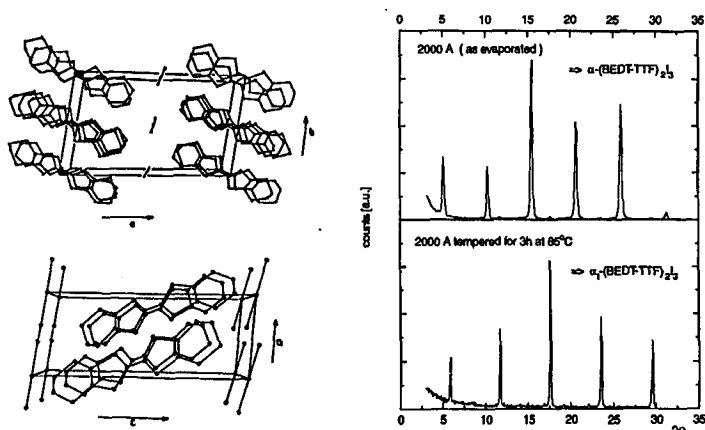 0 5 10 15 20 25 30 35
2000 A ( as evaporated )
=> α-(BEDT-TTF)2I3
counts [a.u.]
2000 A tempered for 3h at 85°C
=> αt-(BEDT-TTF)2I3
0 5 10 15 20 25 30 35